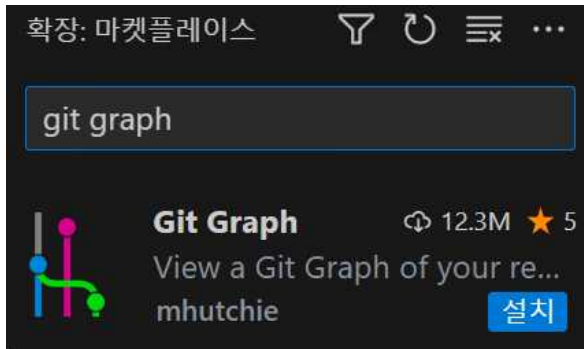 확장: 마켓플레이스
git graph
Git Graph 12.3M 5
View a Git Graph of your re...
mhutchie 설치